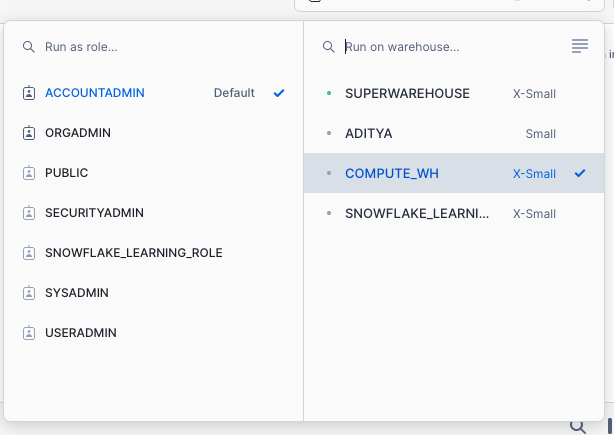 Run as role...
ACCOUNTADMIN Default
ORGADMIN
PUBLIC
SECURITYADMIN
SNOWFLAKE_LEARNING_ROLE
SYSADMIN
USERADMIN
Run on warehouse...
SUPERWAREHOUSE X-Small
ADITYA Small
COMPUTE_WH X-Small
SNOWFLAKE_LEARNI... X-Small